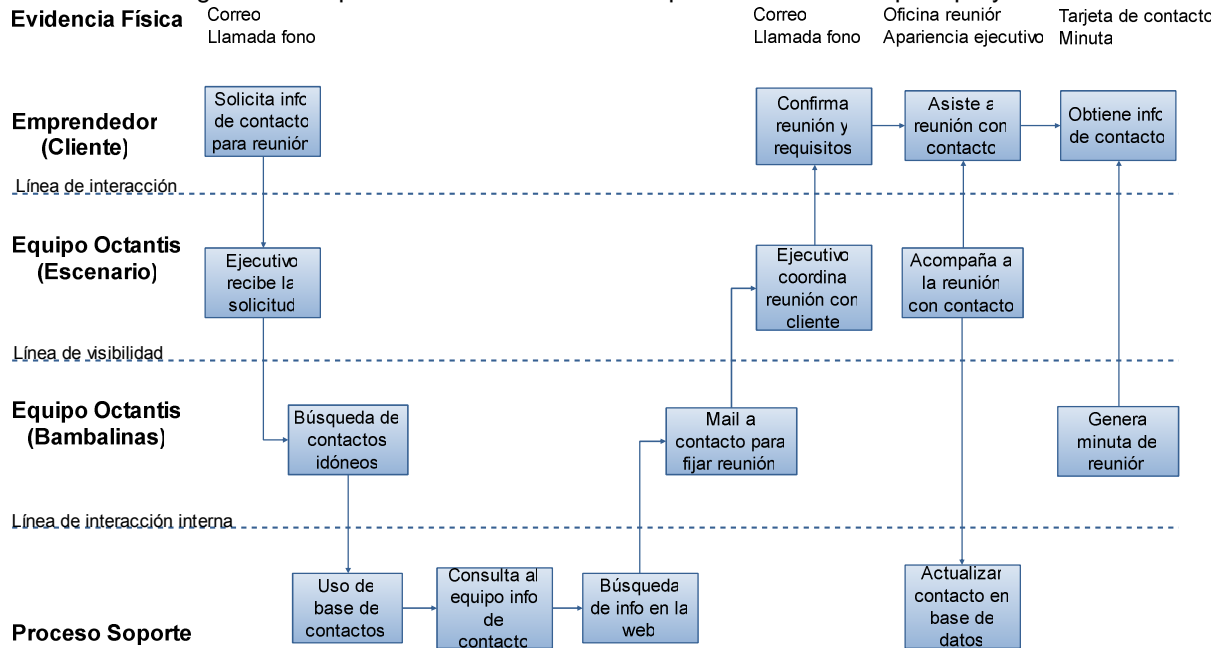 Evidencia Física
Correo
Llamada fono
Correo
Llamada fono
Oficina reunión
Apariencia ejecutivo
Tarjeta de contacto
Minuta
Emprendedor
(Cliente)
Solicita info
de contacto
para reunión
Confirma
reunión y
requisitos
Asiste a
reunión con
contacto
Obtiene info
de contacto
Línea de interacción
Equipo Octantis
(Escenario)
Ejecutivo
recibe la
solicitud
Ejecutivo
coordina
reunión con
cliente
Acompaña a
la reunión
con contacto
Línea de visibilidad
Equipo Octantis
(Bambalinas)
Búsqueda de
contactos
idóneos
Mail a
contacto para
fijar reunión
Genera
minuta de
reunión
Línea de interacción interna
Proceso Soporte
Uso de
base de
contactos
Consulta al
equipo info
de
contacto
Búsqueda
de info en la
web
Actualizar
contacto en
base de
datos